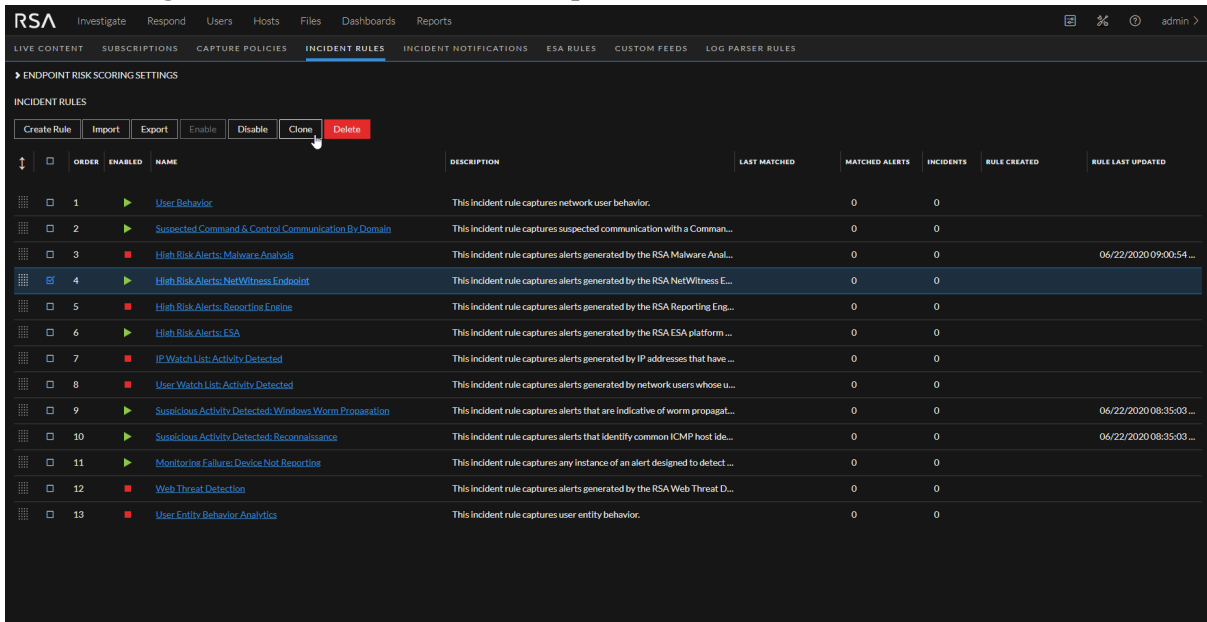 RSA Investigate Respond Users Hosts Files Dashboards Reports admin >
LIVE CONTENT SUBSCRIPTIONS CAPTURE POLICIES INCIDENT RULES INCIDENT NOTIFICATIONS ESA RULES CUSTOM FEEDS LOG PARSER RULES
ENDPOINT RISK SCORING SETTINGS
INCIDENT RULES
Create Rule Import Export Enable Disable Clone Delete
ORDER ENABLED NAME DESCRIPTION LAST MATCHED MATCHED ALERTS INCIDENTS RULE CREATED RULE LAST UPDATED
1 User Behavior This incident rule captures network user behavior. 0 0
2 Suspected Command & Control Communication By Domain This incident rule captures suspected communication with a Comman... 0 0
3 High Risk Alerts: Malware Analysis This incident rule captures alerts generated by the RSA Malware Anal... 0 0 06/22/2020 09:00:54 ...
4 High Risk Alerts: NetWitness Endpoint This incident rule captures alerts generated by the RSA NetWitness E... 0 0
5 High Risk Alerts: Reporting Engine This incident rule captures alerts generated by the RSA Reporting Eng... 0 0
6 High Risk Alerts: ESA This incident rule captures alerts generated by the RSA ESA platform ... 0 0
7 IP Watch List: Activity Detected This incident rule captures alerts generated by IP addresses that have ... 0 0
8 User Watch List: Activity Detected This incident rule captures alerts generated by network users whose u... 0 0
9 Suspicious Activity Detected: Windows Worm Propagation This incident rule captures alerts that are indicative of worm propagat... 0 0 06/22/2020 08:35:03 ...
10 Suspicious Activity Detected: Reconnaissance This incident rule captures alerts that identify common ICMP host ide... 0 0 06/22/2020 08:35:03 ...
11 Monitoring Failure: Device Not Reporting This incident rule captures any instance of an alert designed to detect ... 0 0
12 Web Threat Detection This incident rule captures alerts generated by the RSA Web Threat D... 0 0
13 User Entity Behavior Analytics This incident rule captures user entity behavior. 0 0